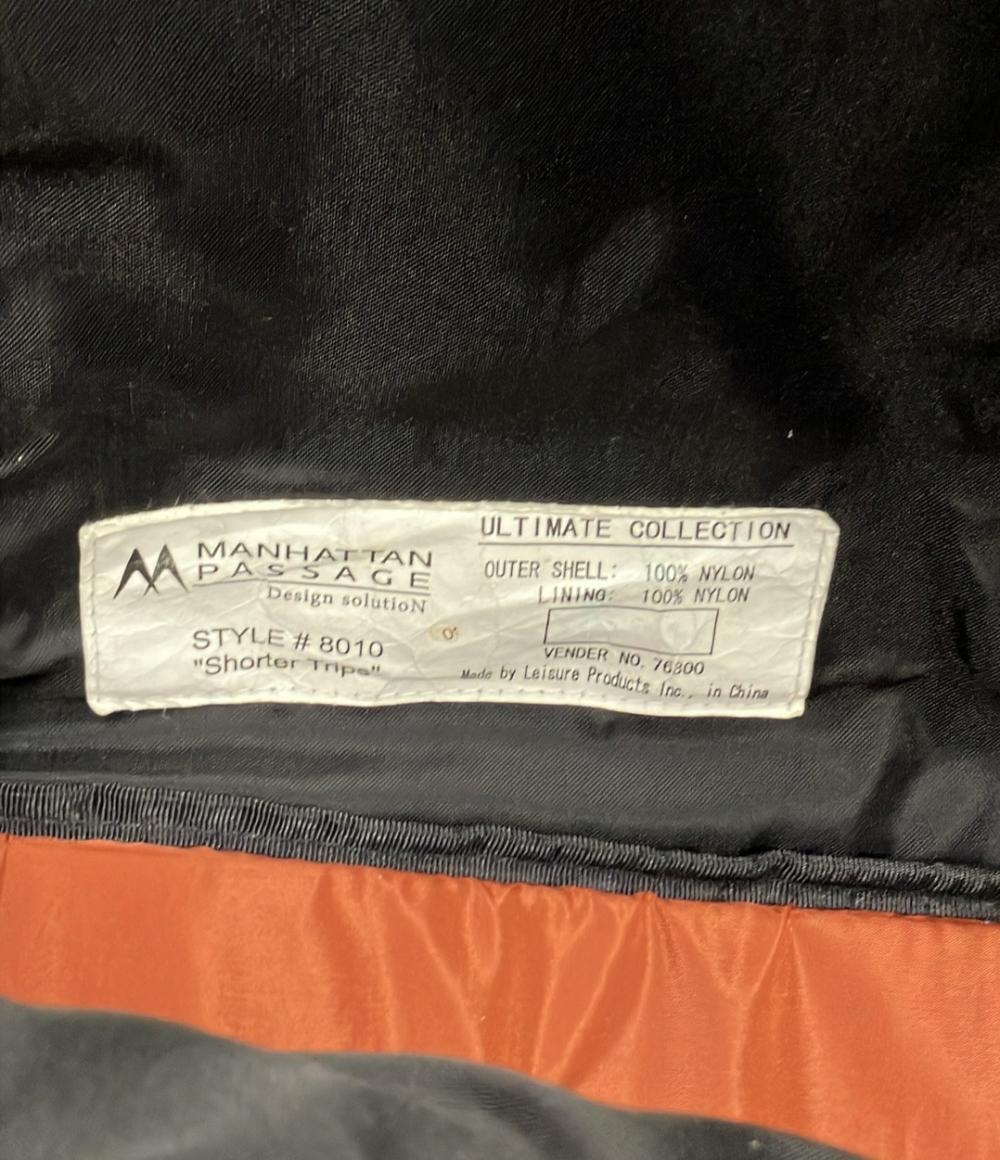 MANHATTAN
PASSAGE
Design solutioN
STYLE # 8010
"Shorter Trips"
ULTIMATE COLLECTION
OUTER SHELL: 100% NYLON
LINING: 100% NYLON
VENDER NO. 76300
Made by Leisure Products Inc., in China